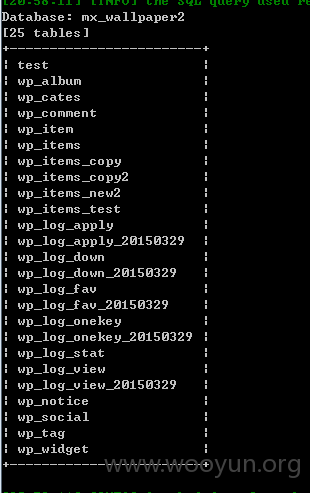 [20:58:11] [INFO] the SQL query used re
Database: mx_wallpaper2
[25 tables]
+------------------------+
| test                   |
| wp_album               |
| wp_cates               |
| wp_comment             |
| wp_item                |
| wp_items               |
| wp_items_copy          |
| wp_items_copy2         |
| wp_items_new2          |
| wp_items_test          |
| wp_log_apply           |
| wp_log_apply_20150329  |
| wp_log_down            |
| wp_log_down_20150329   |
| wp_log_fav             |
| wp_log_fav_20150329    |
| wp_log_onekey          |
| wp_log_onekey_20150329 |
| wp_log_stat            |
| wp_log_view            |
| wp_log_view_20150329   |
| wp_notice              |
| wp_social              |
| wp_tag                 |
| wp_widget              |
+------------------------+
www.wooyun.org